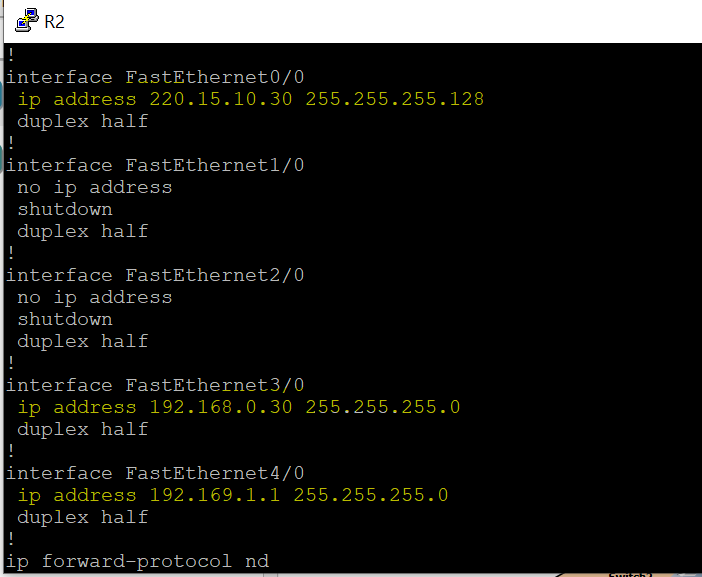 R2
!
interface FastEthernet0/0
 ip address 220.15.10.30 255.255.255.128
 duplex half
!
interface FastEthernet1/0
 no ip address
 shutdown
 duplex half
!
interface FastEthernet2/0
 no ip address
 shutdown
 duplex half
!
interface FastEthernet3/0
 ip address 192.168.0.30 255.255.255.0
 duplex half
!
interface FastEthernet4/0
 ip address 192.169.1.1 255.255.255.0
 duplex half
!
ip forward-protocol nd